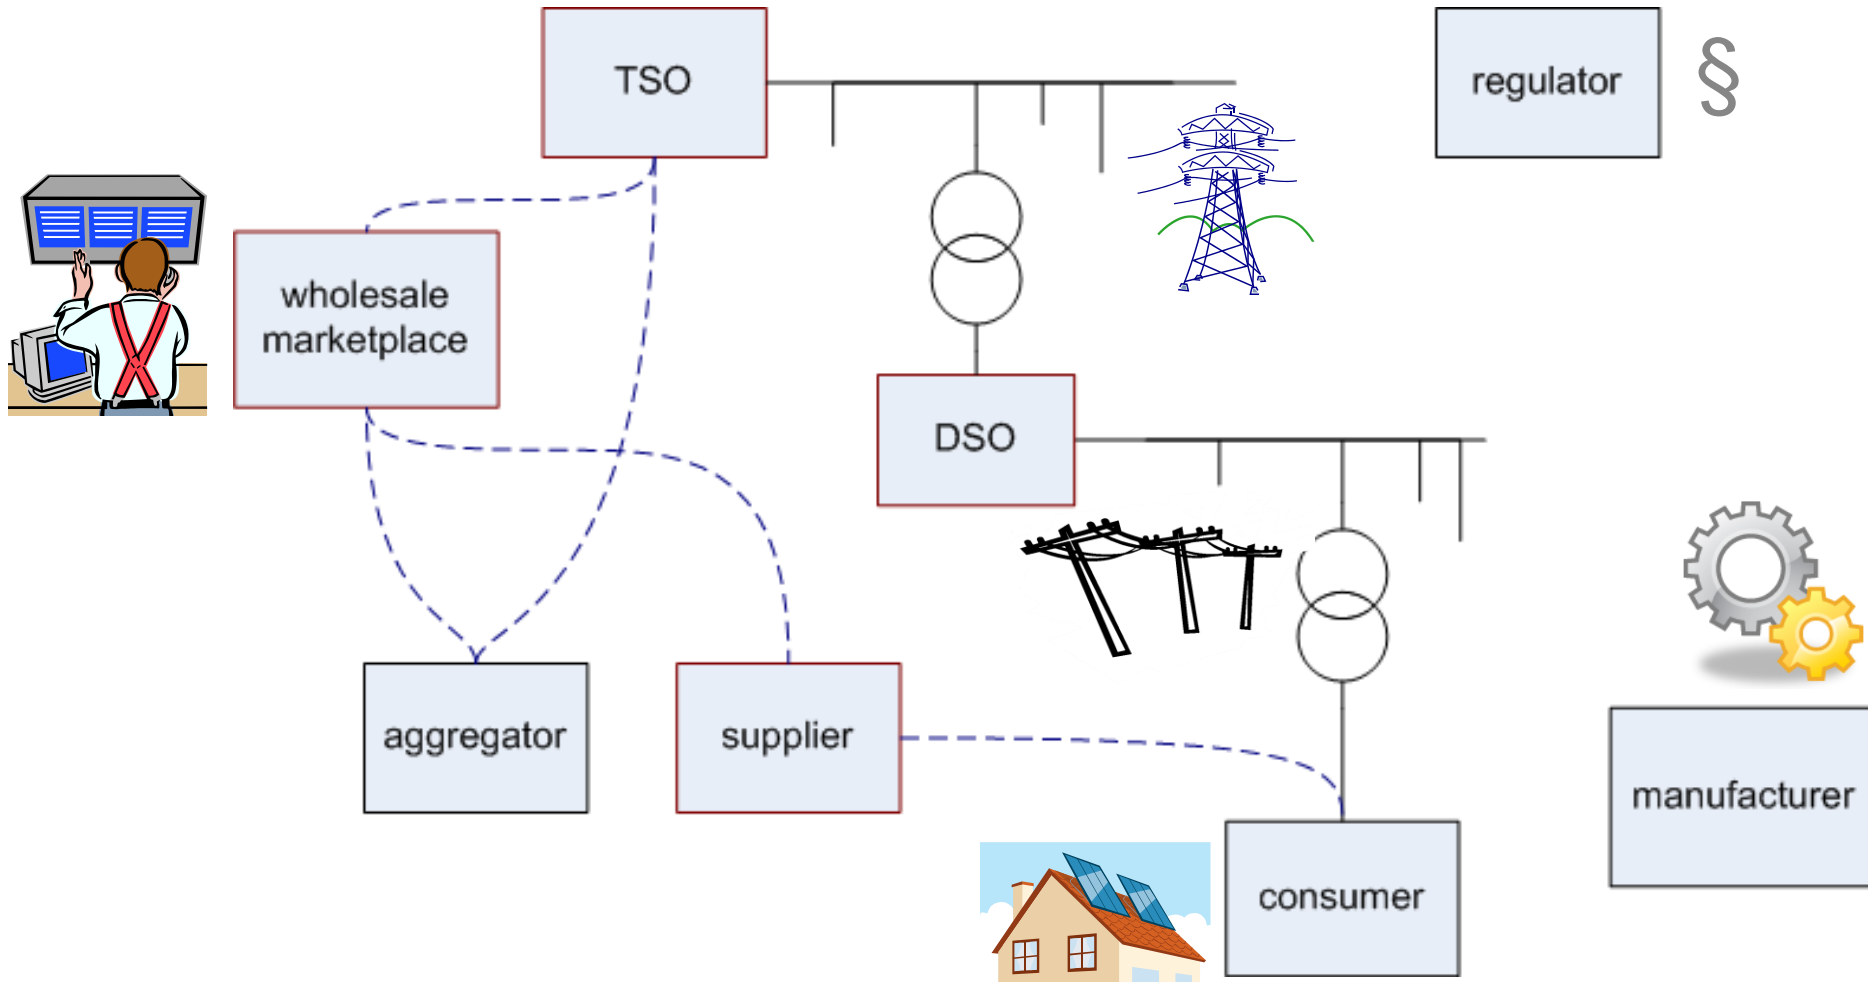 TSO
regulator
§
wholesale
marketplace
DSO
aggregator
supplier
manufacturer
consumer